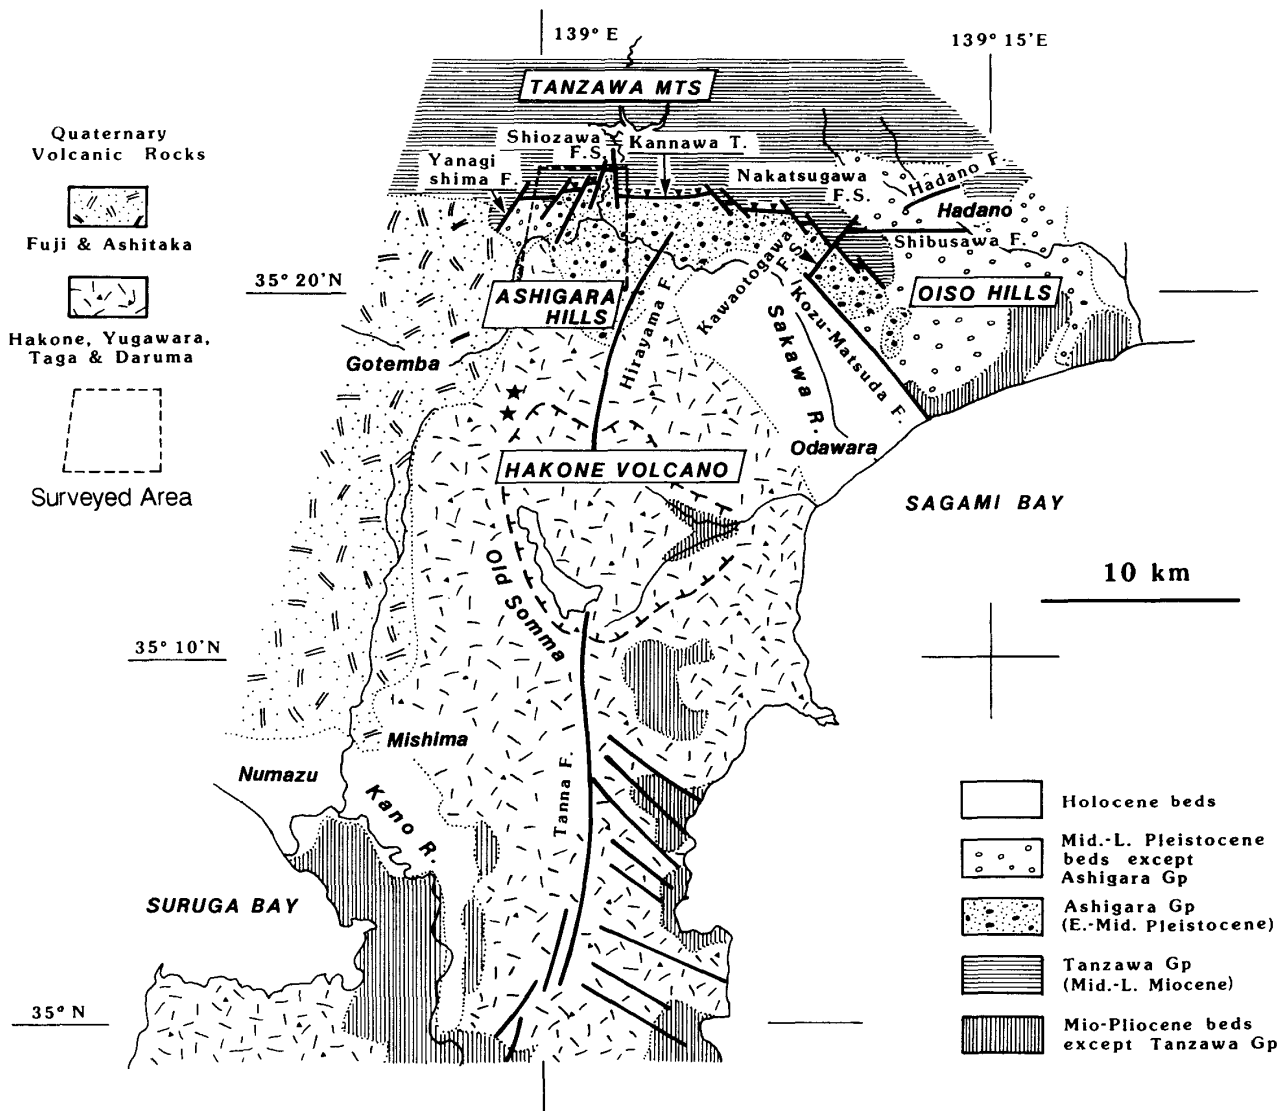 139° E
139° 15'E
TANZAWA MTS
Quaternary
Volcanic Rocks
Fuji & Ashitaka
Hakone, Yugawara,
Taga & Daruma
Surveyed Area
Shiozawa
F.S.
Kannawa T.
Yanagi
shima F.
Nakatsugawa
F.S.
Hadano F.
Hadano
Shibusawa F.
35° 20'N
ASHIGARA
HILLS
OISO HILLS
Hirayama F.
Kawaotogawa
F.S.
Kozu-Matsuda F.
Sakawa R.
Gotemba
Odawara
HAKONE VOLCANO
SAGAMI BAY
Old Somma
10 km
35° 10'N
Mishima
Numazu
Kano R.
Tanna F.
SURUGA BAY
35° N
Holocene beds
Mid.-L. Pleistocene
beds except
Ashigara Gp
Ashigara Gp
(E.-Mid. Pleistocene)
Tanzawa Gp
(Mid.-L. Miocene)
Mio-Pliocene beds
except Tanzawa Gp